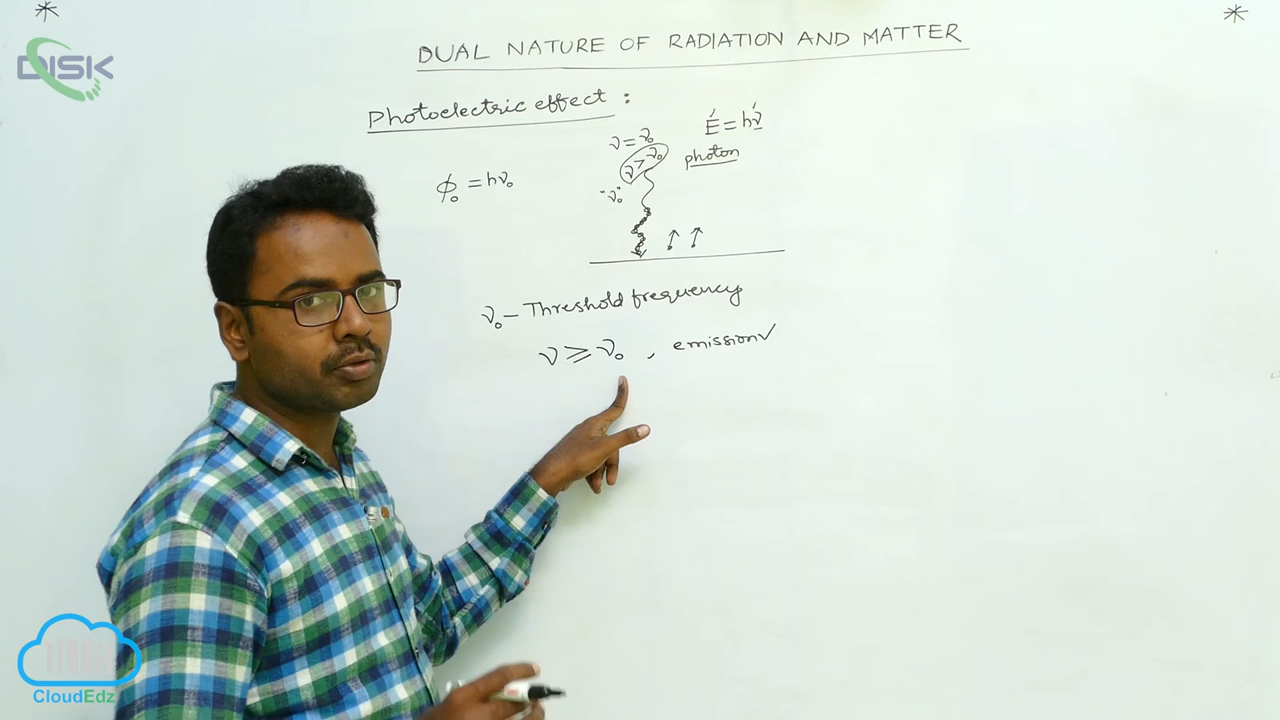 DISK
DUAL NATURE OF RADIATION AND MATTER
Photoelectric effect :
ϕ₀ = hν₀
ν = ν₀
ν > ν₀
"ν₀"
E' = hν'
photon
ν₀ – Threshold frequency
ν ≥ ν₀ , emission✓
CloudEdz